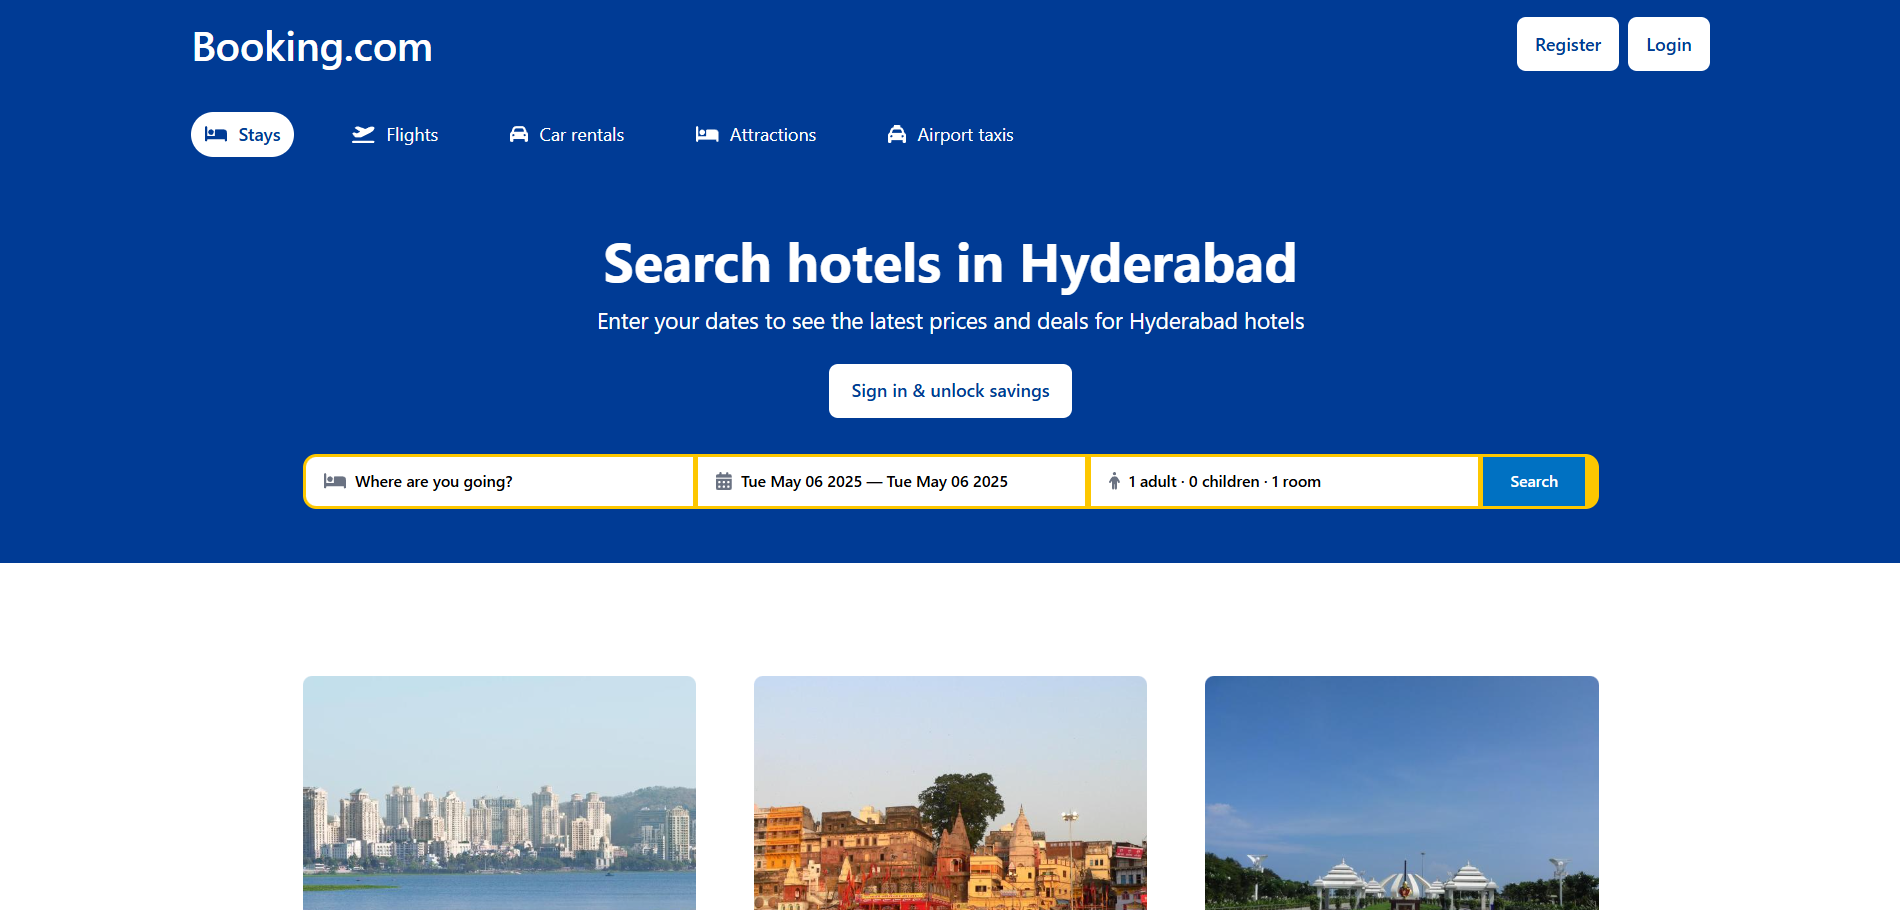 Booking.com
Register
Login
Stays
Flights
Car rentals
Attractions
Airport taxis
Search hotels in Hyderabad
Enter your dates to see the latest prices and deals for Hyderabad hotels
Sign in & unlock savings
Where are you going?
Tue May 06 2025 — Tue May 06 2025
1 adult · 0 children · 1 room
Search